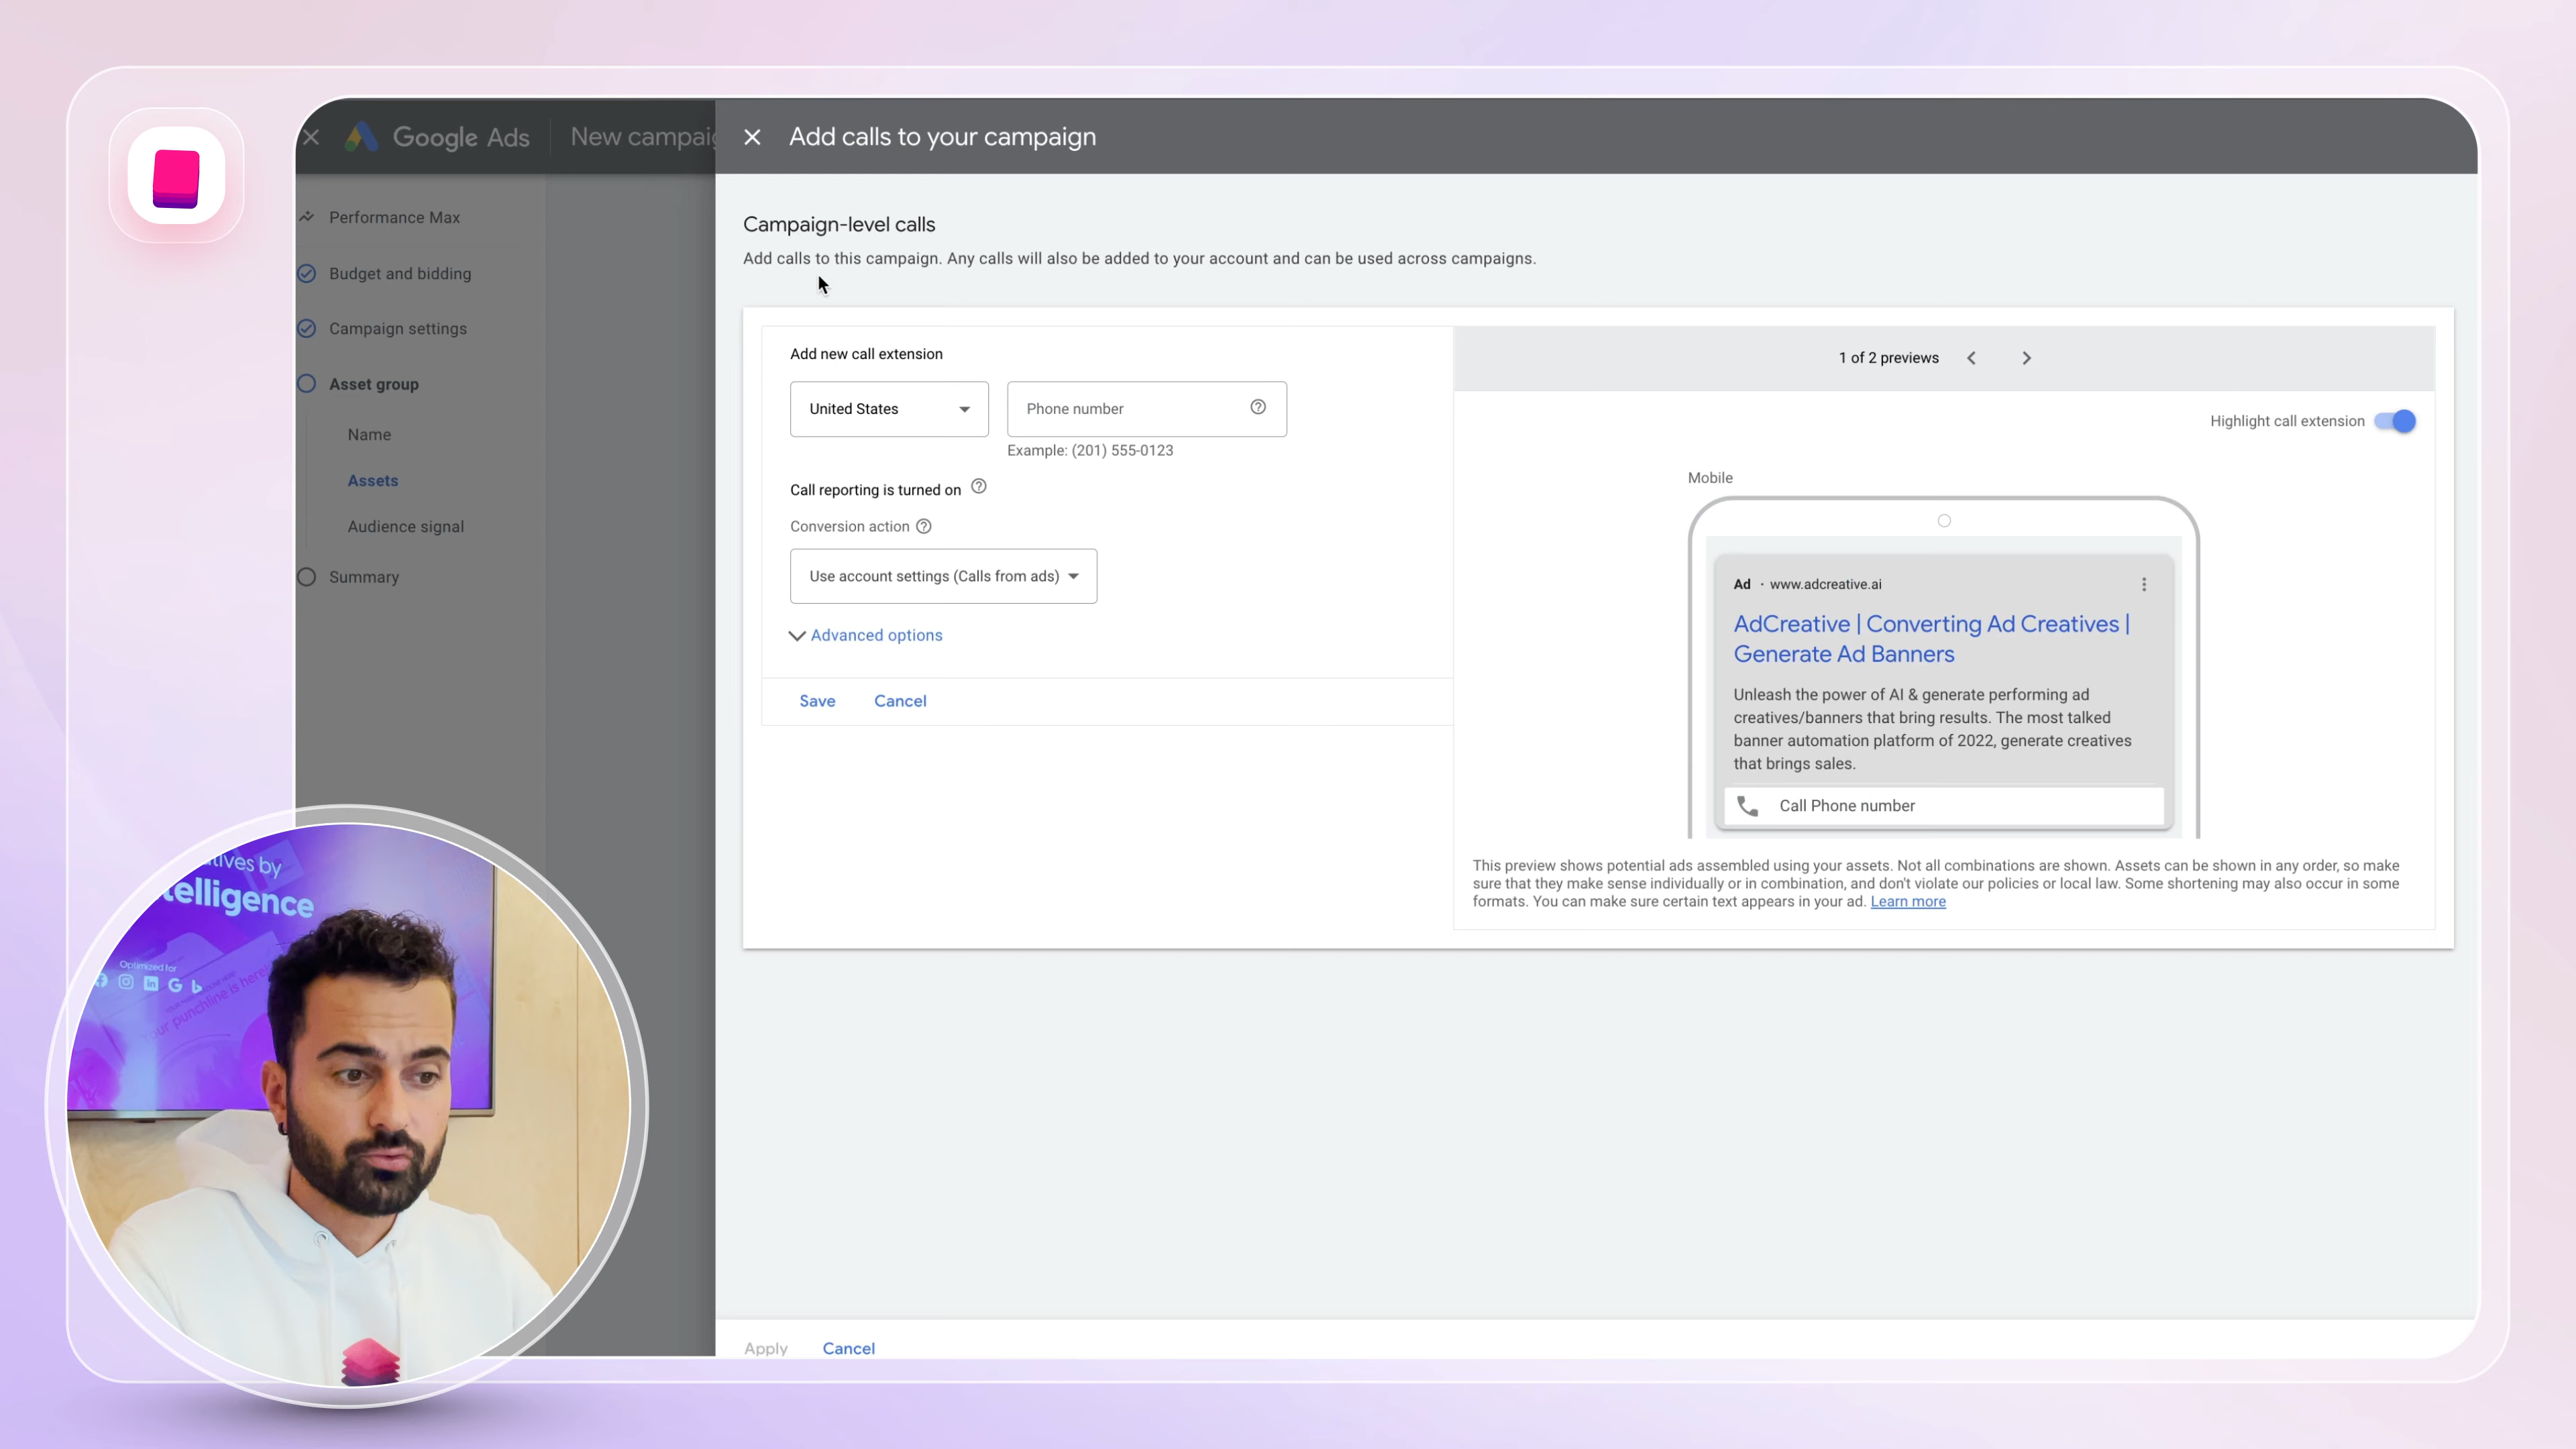 Google Ads
New campaig
Add calls to your campaign
Performance Max
Budget and bidding
Campaign settings
Asset group
Name
Assets
Audience signal
Summary
Campaign-level calls
Add calls to this campaign. Any calls will also be added to your account and can be used across campaigns.
Add new call extension
United States
Phone number
Example: (201) 555-0123
Call reporting is turned on
Conversion action
Use account settings (Calls from ads)
Advanced options
Save
Cancel
1 of 2 previews
Highlight call extension
Mobile
Ad · www.adcreative.ai
AdCreative | Converting Ad Creatives |
Generate Ad Banners
Unleash the power of AI & generate performing ad
creatives/banners that bring results. The most talked
banner automation platform of 2022, generate creatives
that brings sales.
Call Phone number
This preview shows potential ads assembled using your assets. Not all combinations are shown. Assets can be shown in any order, so make
sure that they make sense individually or in combination, and don't violate our policies or local law. Some shortening may also occur in some
formats. You can make sure certain text appears in your ad. Learn more
Apply
Cancel
tives by
telligence
Optimized for
Your punchline is here!